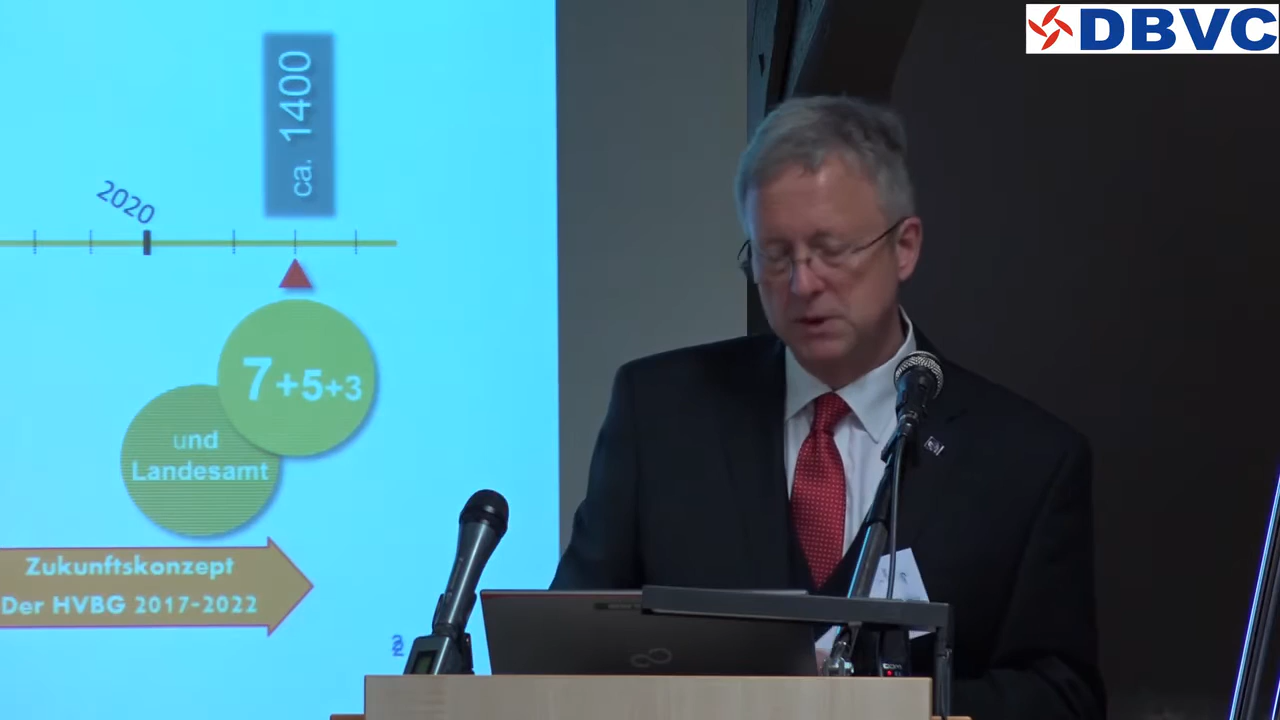 DBVC
ca. 1400
2020
7+5+3
und
Landesamt
Zukunftskonzept
Der HVBG 2017-2022